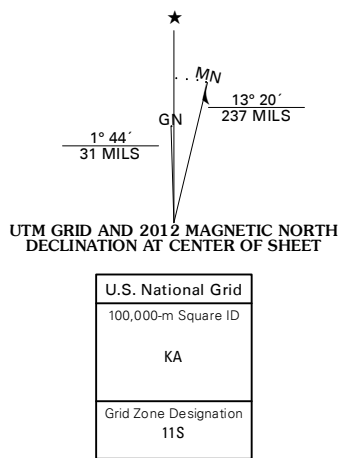 MN
GN
13° 20´
237 MILS
1° 44´
31 MILS
UTM GRID AND 2012 MAGNETIC NORTH
DECLINATION AT CENTER OF SHEET
U.S. National Grid
100,000-m Square ID
KA
Grid Zone Designation
11S